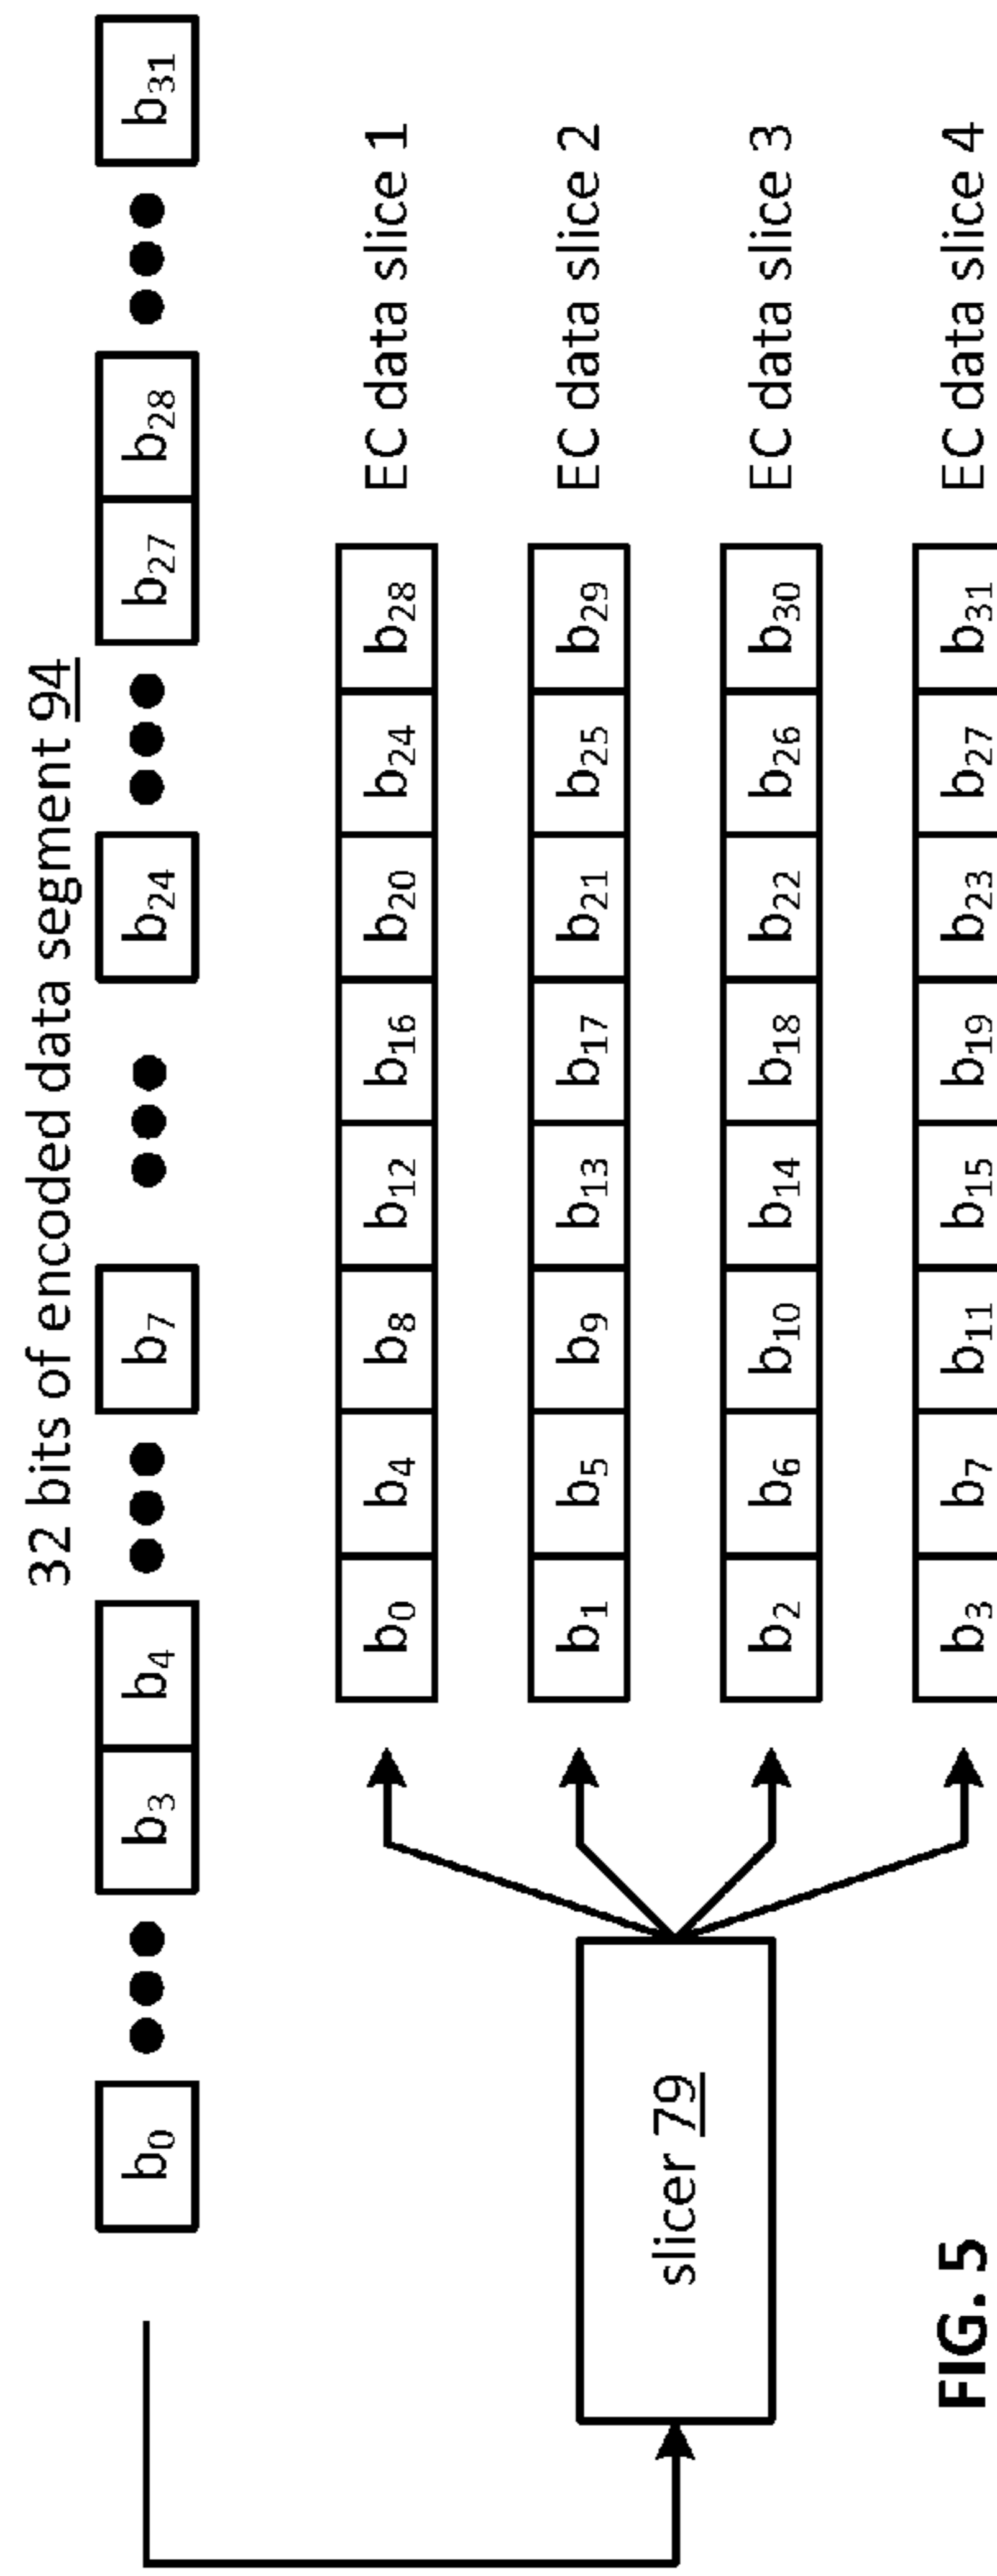 32 bits of encoded data segment 94
b0 ●●● b3 b4 ●●● b7 ●●● b24 ●●● b27 b28 ●●● b31
b0 b4 b8 b12 b16 b20 b24 b28 EC data slice 1
b1 b5 b9 b13 b17 b21 b25 b29 EC data slice 2
slicer 79
b2 b6 b10 b14 b18 b22 b26 b30 EC data slice 3
b3 b7 b11 b15 b19 b23 b27 b31 EC data slice 4
FIG. 5